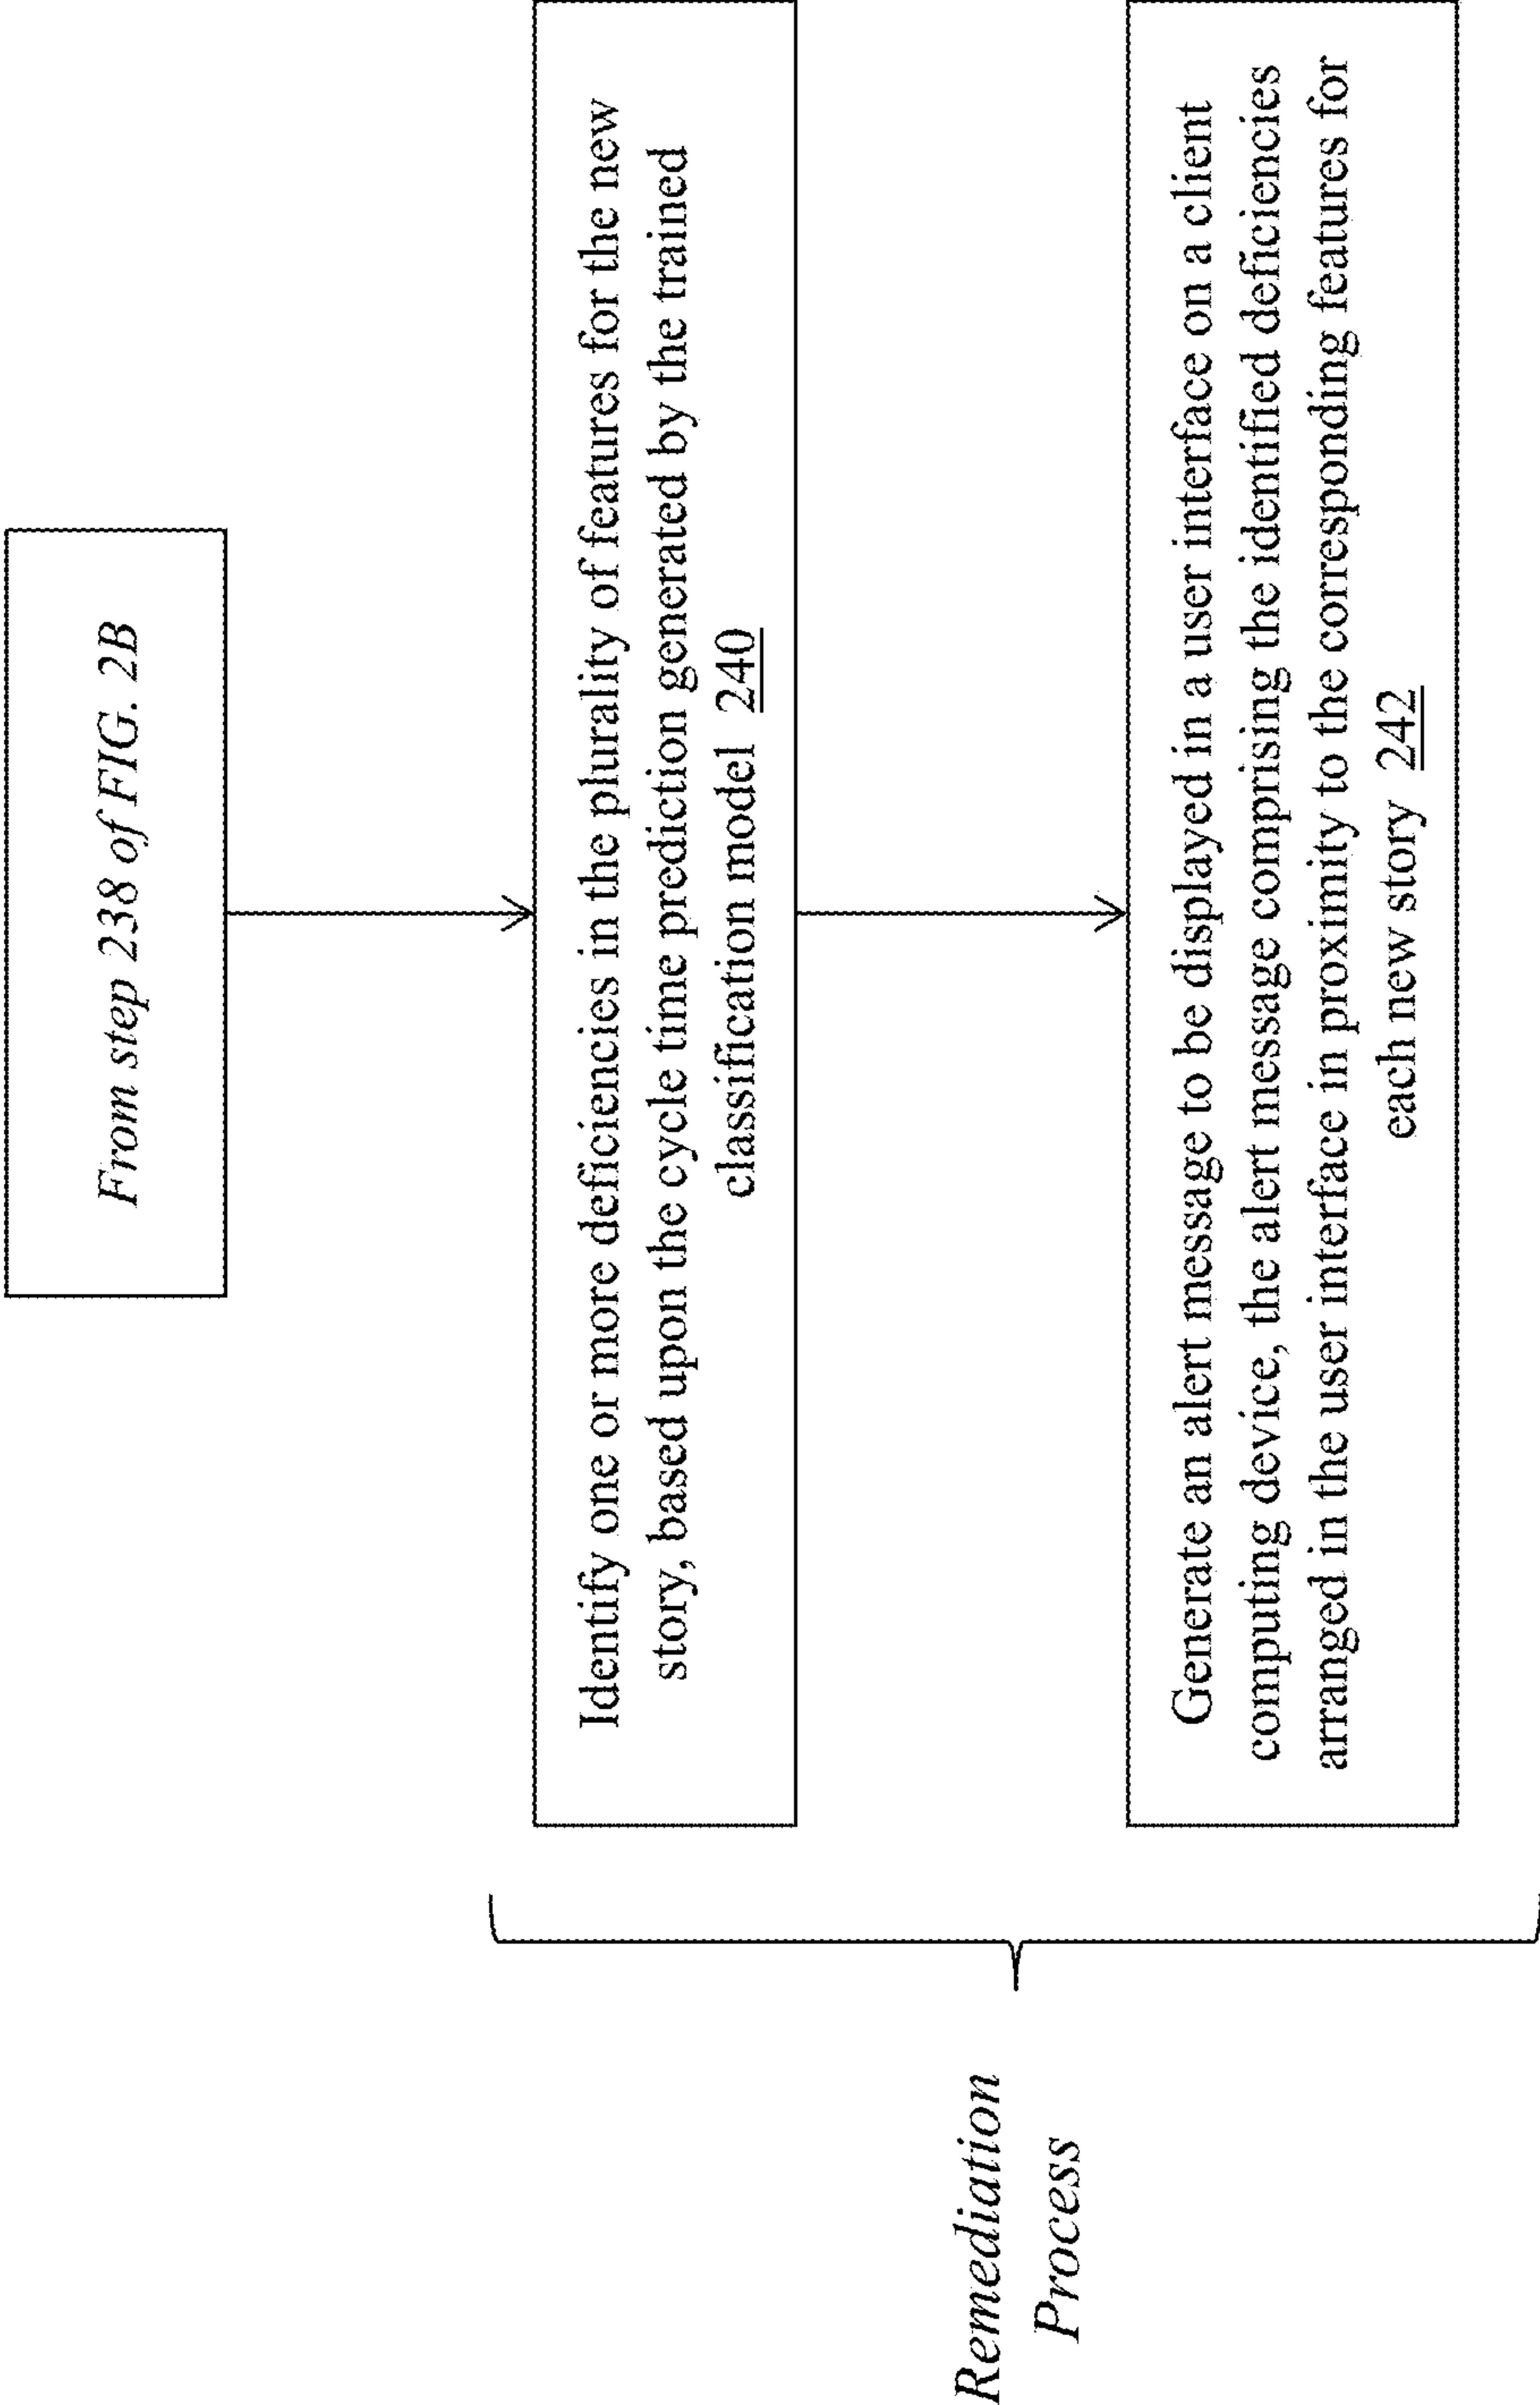 From step 238 of FIG. 2B
Identify one or more deficiencies in the plurality of features for the new
story, based upon the cycle time prediction generated by the trained
classification model 240
Generate an alert message to be displayed in a user interface on a client
computing device, the alert message comprising the identified deficiencies
arranged in the user interface in proximity to the corresponding features for
each new story 242
Remediation
Process